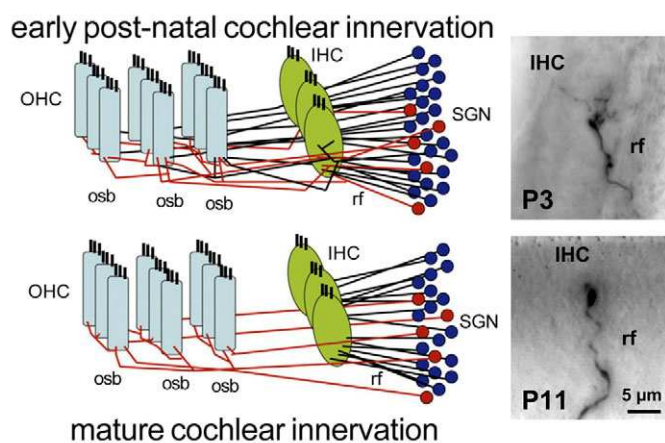 early post-natal cochlear innervation
IHC
OHC
SGN
osb
osb
osb
rf
IHC
rf
P3
IHC
OHC
SGN
osb
osb
osb
rf
mature cochlear innervation
IHC
rf
P11
5 µm